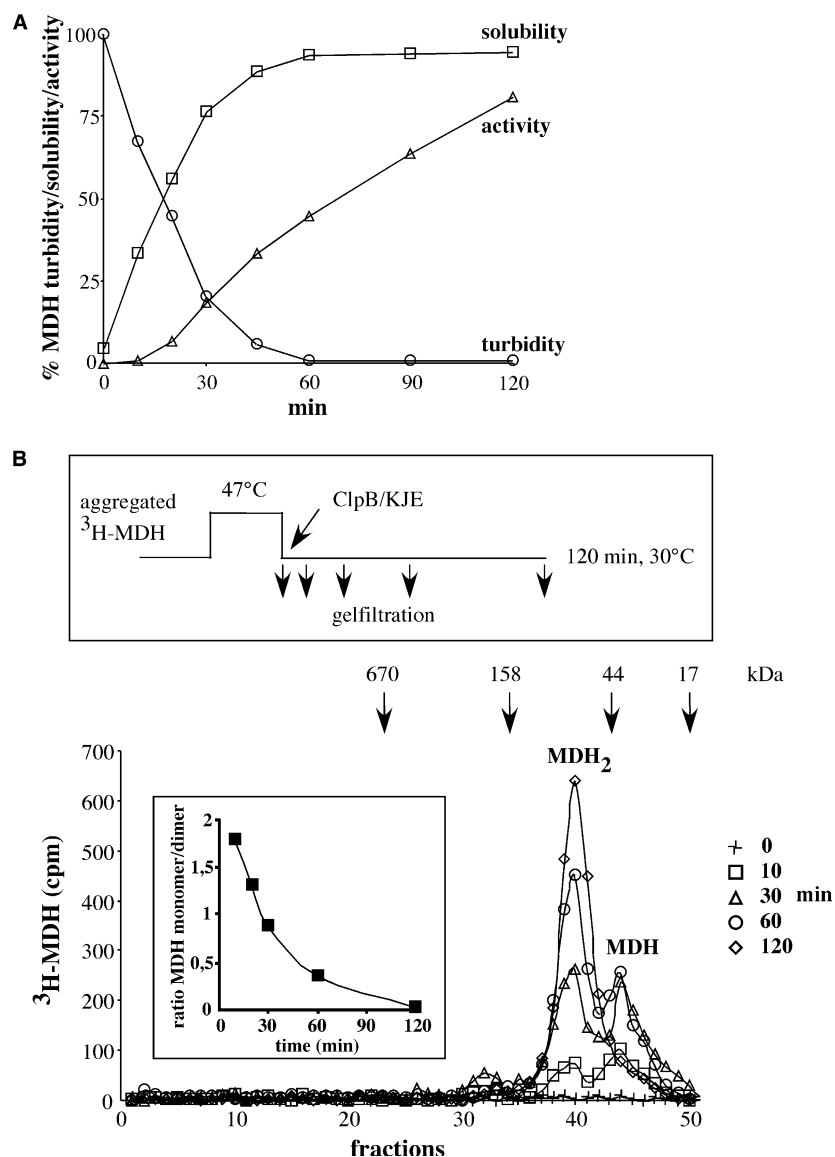 A
% MDH turbidity/solubility/activity
100
75
50
25
0
solubility
activity
turbidity
0 30 60 90 120
min
B
47°C
aggregated
³H-MDH
ClpB/KJE
120 min, 30°C
gelfiltration
670 158 44 17 kDa
³H-MDH (cpm)
700
600
500
400
300
200
100
0
MDH₂
MDH
0
10
30 min
60
120
ratio MDH monomer/dimer
2
1,5
1
0,5
0
0 30 60 90 120
time (min)
0 10 20 30 40 50
fractions